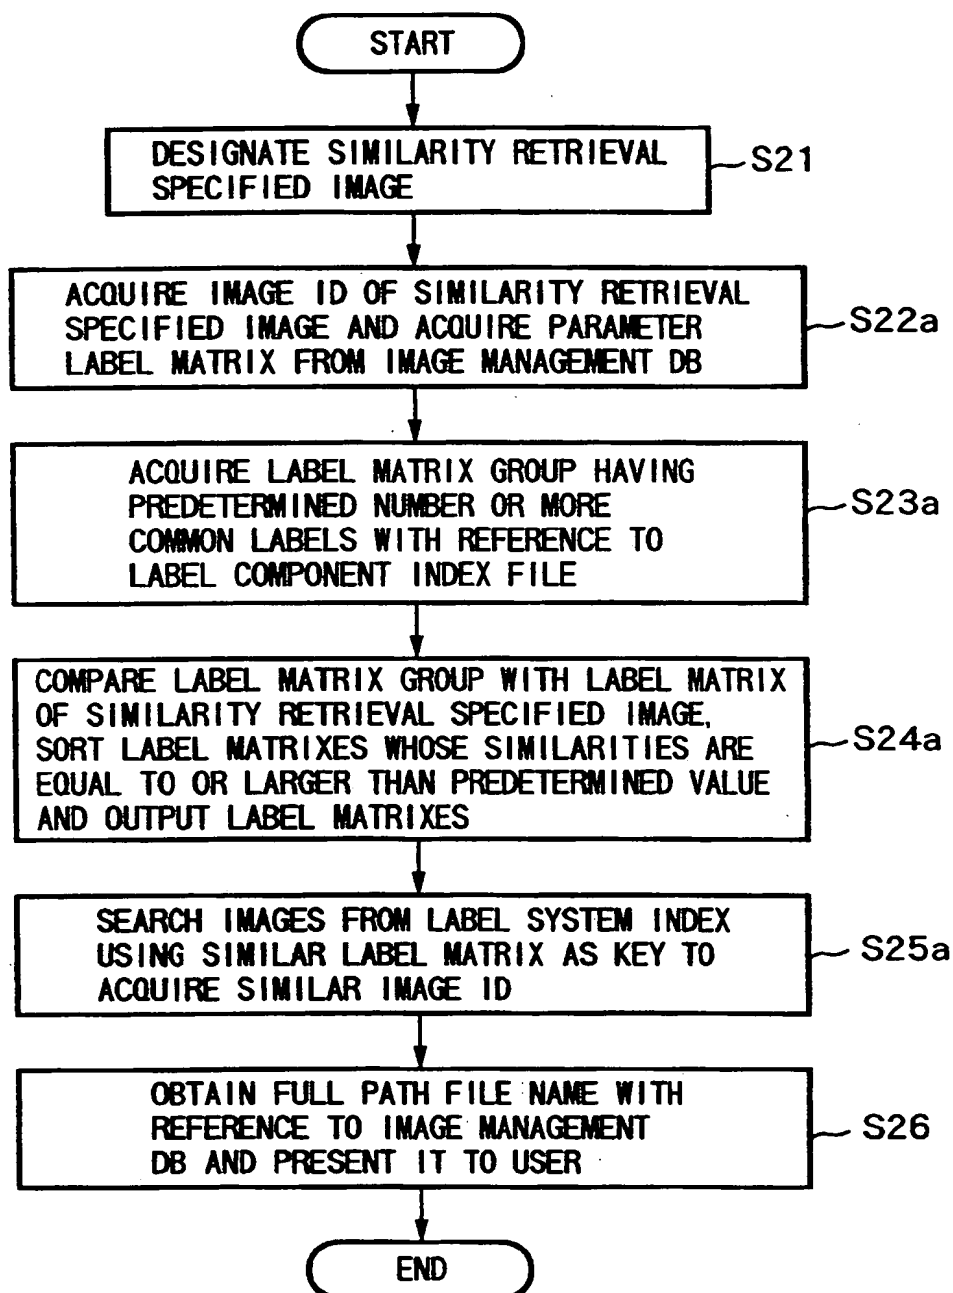 START
DESIGNATE SIMILARITY RETRIEVAL
SPECIFIED IMAGE
S21
ACQUIRE IMAGE ID OF SIMILARITY RETRIEVAL
SPECIFIED IMAGE AND ACQUIRE PARAMETER
LABEL MATRIX FROM IMAGE MANAGEMENT DB
S22a
ACQUIRE LABEL MATRIX GROUP HAVING
PREDETERMINED NUMBER OR MORE
COMMON LABELS WITH REFERENCE TO
LABEL COMPONENT INDEX FILE
S23a
COMPARE LABEL MATRIX GROUP WITH LABEL MATRIX
OF SIMILARITY RETRIEVAL SPECIFIED IMAGE,
SORT LABEL MATRIXES WHOSE SIMILARITIES ARE
EQUAL TO OR LARGER THAN PREDETERMINED VALUE
AND OUTPUT LABEL MATRIXES
S24a
SEARCH IMAGES FROM LABEL SYSTEM INDEX
USING SIMILAR LABEL MATRIX AS KEY TO
ACQUIRE SIMILAR IMAGE ID
S25a
OBTAIN FULL PATH FILE NAME WITH
REFERENCE TO IMAGE MANAGEMENT
DB AND PRESENT IT TO USER
S26
END